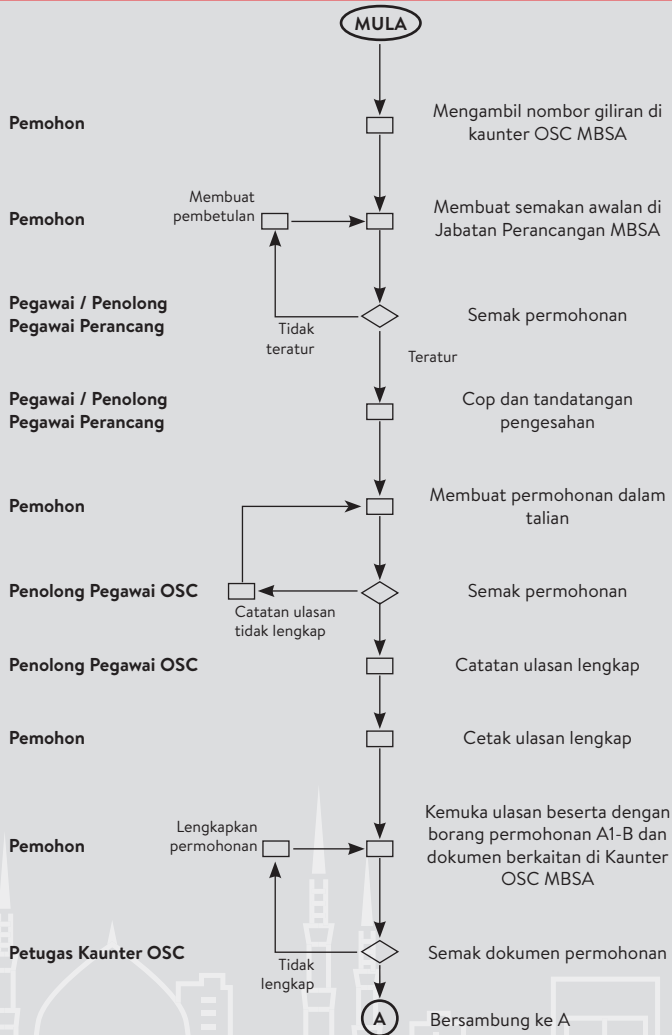 MULA
Pemohon
Mengambil nombor giliran di
kaunter OSC MBSA
Membuat
pembetulan
Pemohon
Membuat semakan awalan di
Jabatan Perancangan MBSA
Pegawai / Penolong
Pegawai Perancang
Tidak
teratur
Semak permohonan
Teratur
Pegawai / Penolong
Pegawai Perancang
Cop dan tandatangan
pengesahan
Pemohon
Membuat permohonan dalam
talian
Penolong Pegawai OSC
Catatan ulasan
tidak lengkap
Semak permohonan
Penolong Pegawai OSC
Catatan ulasan lengkap
Pemohon
Cetak ulasan lengkap
Pemohon
Lengkapkan
permohonan
Kemuka ulasan beserta dengan
borang permohonan A1-B dan
dokumen berkaitan di Kaunter
OSC MBSA
Petugas Kaunter OSC
Tidak
lengkap
Semak dokumen permohonan
A
Bersambung ke A